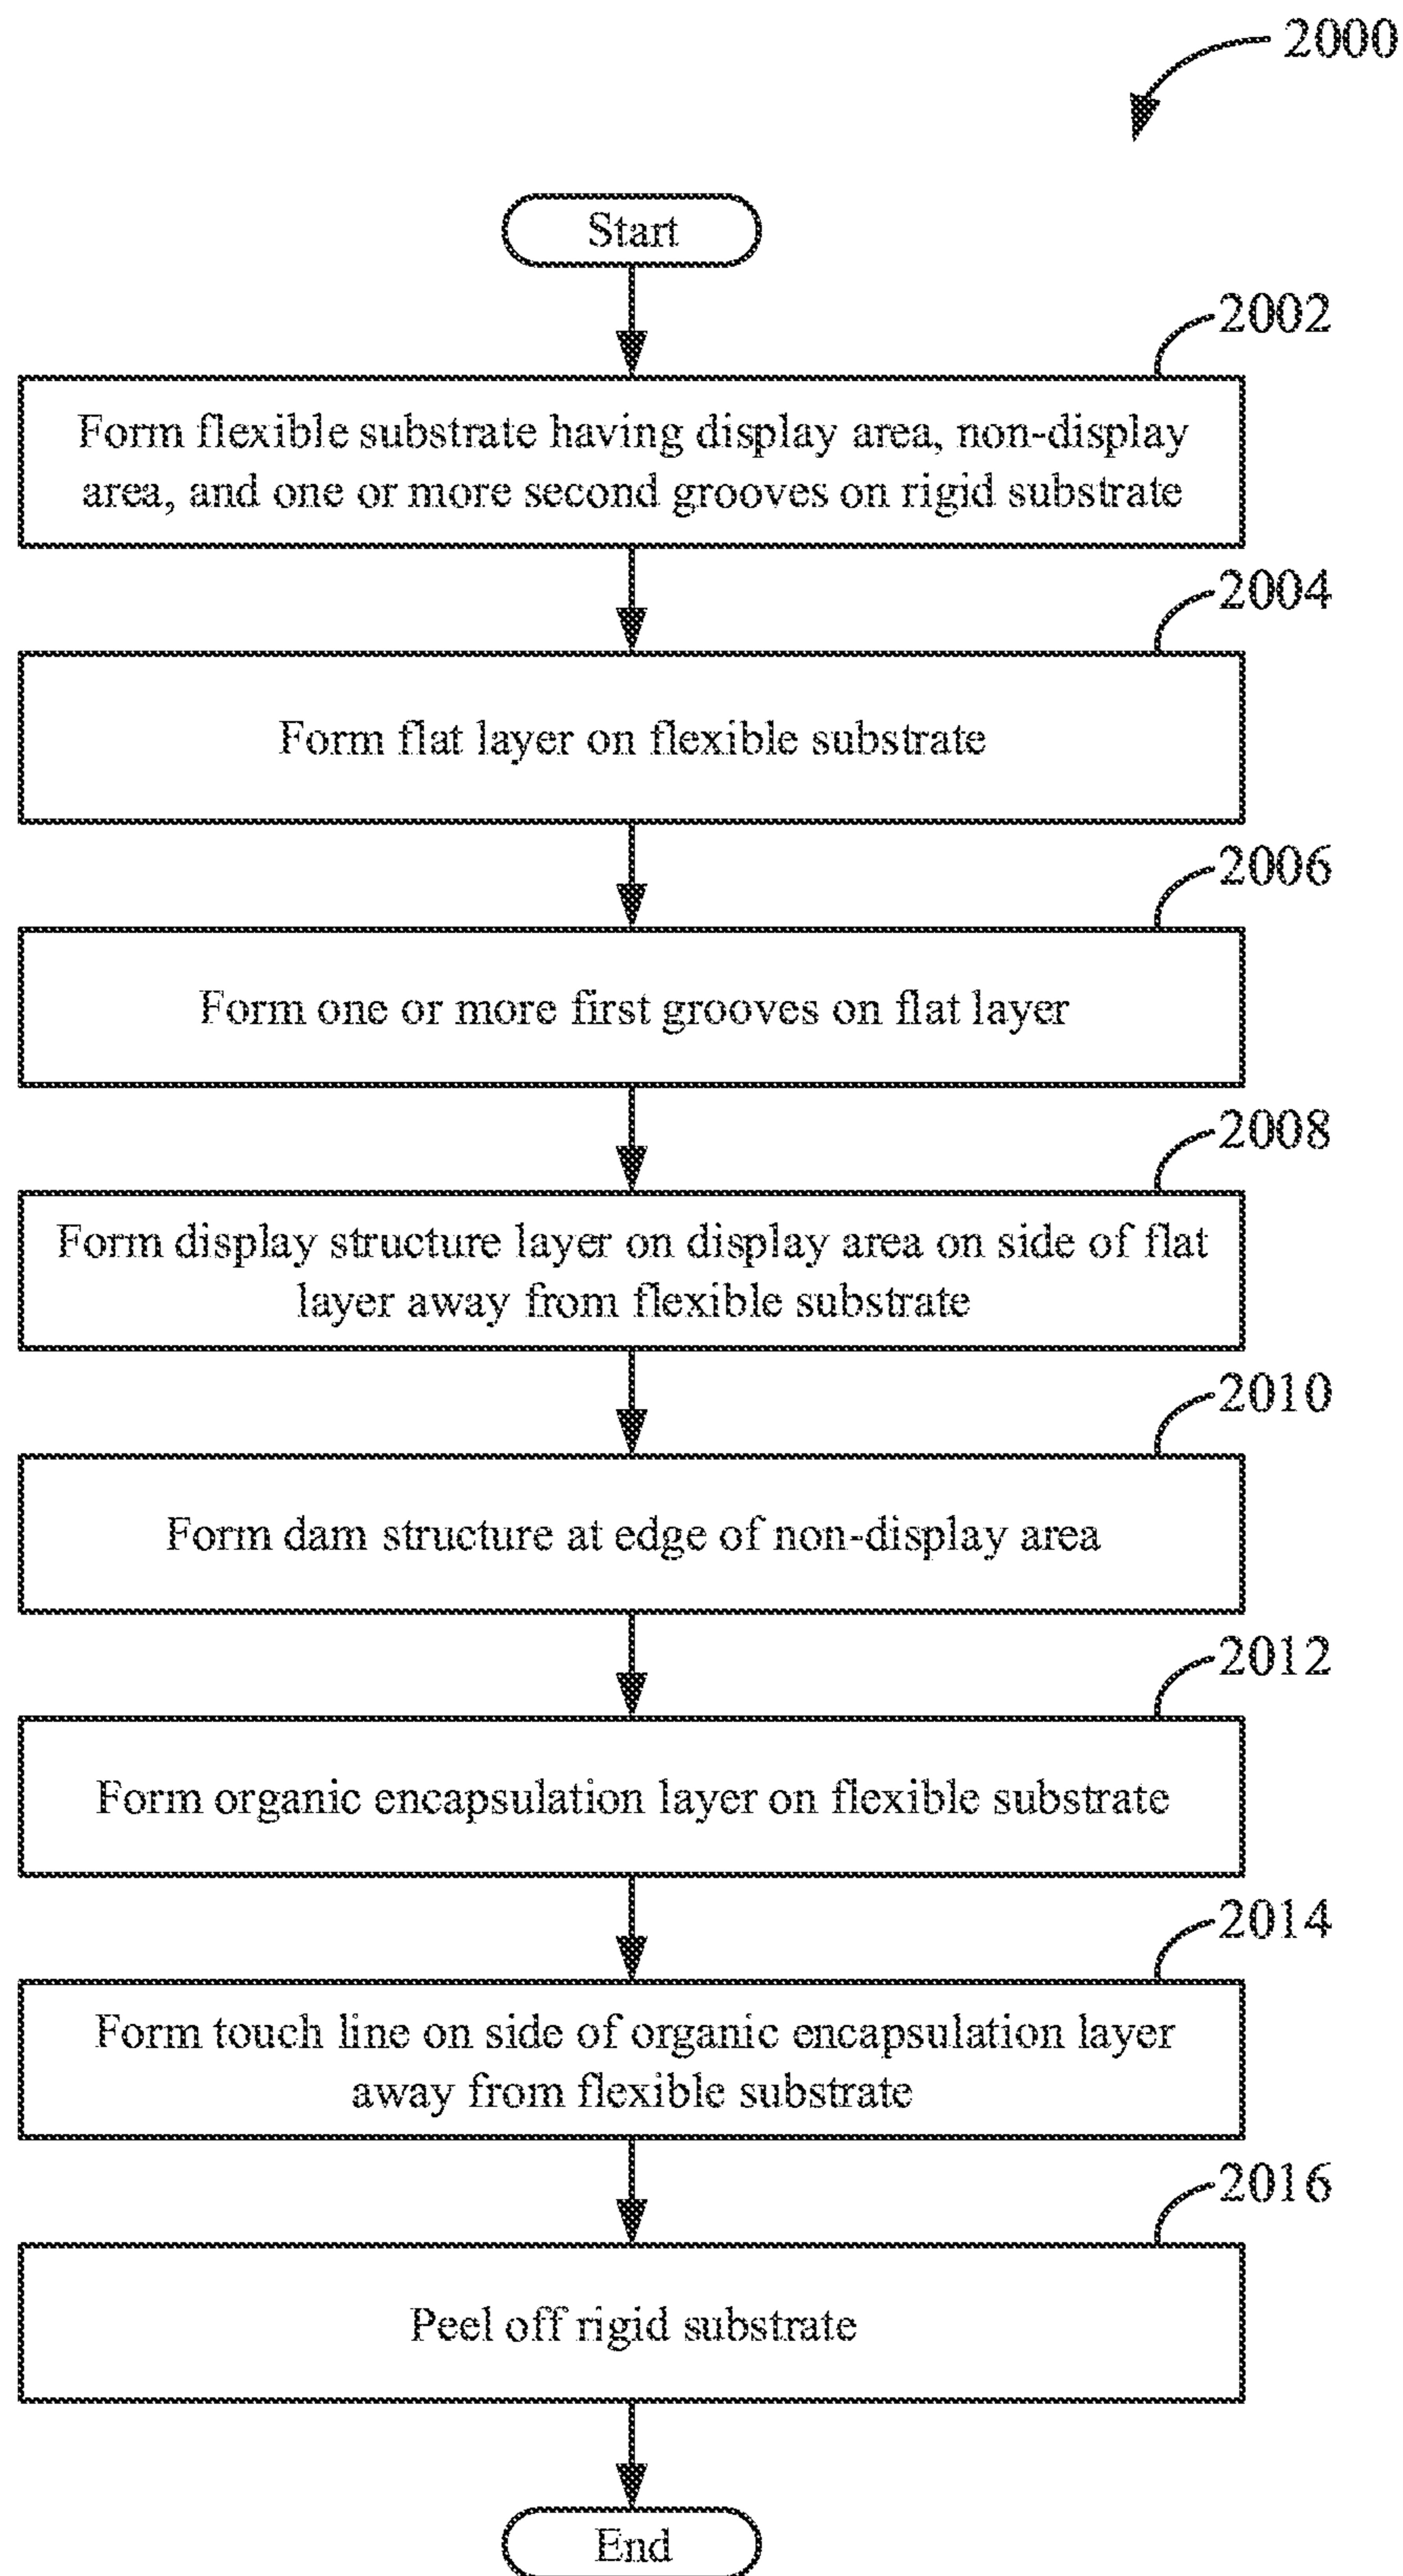 2000
Start
2002
Form flexible substrate having display area, non-display
area, and one or more second grooves on rigid substrate
2004
Form flat layer on flexible substrate
2006
Form one or more first grooves on flat layer
2008
Form display structure layer on display area on side of flat
layer away from flexible substrate
2010
Form dam structure at edge of non-display area
2012
Form organic encapsulation layer on flexible substrate
2014
Form touch line on side of organic encapsulation layer
away from flexible substrate
2016
Peel off rigid substrate
End